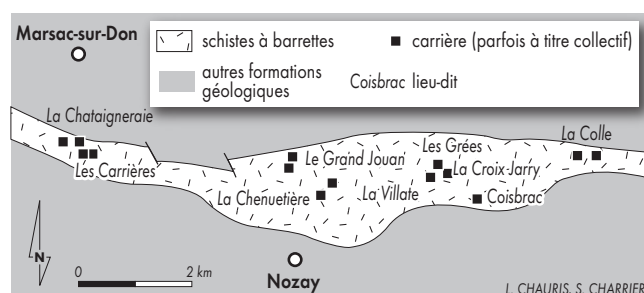 Marsac-sur-Don
schistes à barrettes
carrière (parfois à titre collectif)
autres formations
géologiques
Coisbrac lieu-dit
La Chataigneraie
Les Carrières
Le Grand Jouan
La Chenuetière
La Villate
Les Grées
La Croix-Jarry
Coisbrac
La Colle
N
0 2 km
Nozay
L. CHAURIS, S. CHARRIER